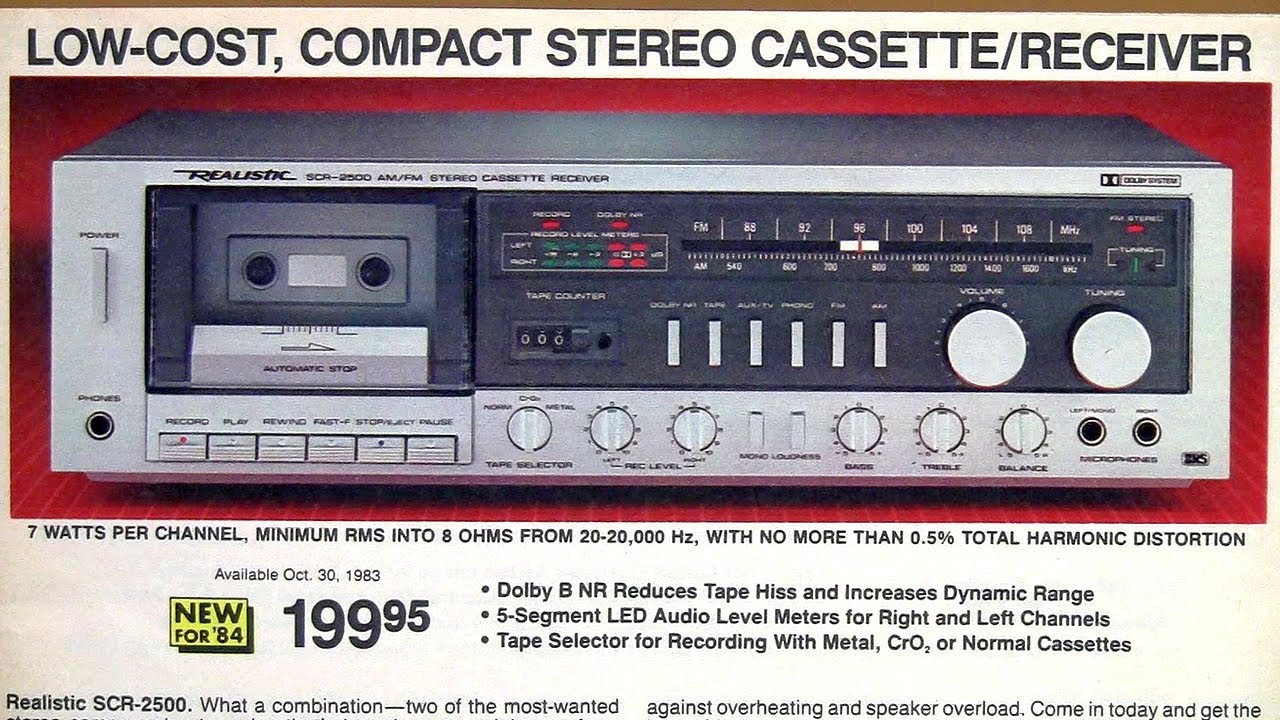 LOW-COST, COMPACT STEREO CASSETTE/RECEIVER
REALISTIC SCR-2500 AM/FM STEREO CASSETTE RECEIVER
DOLBY SYSTEM
POWER
RECORD DOLBY NR
RECORD LEVEL METERS
LEFT
RIGHT
FM 88 92 96 100 104 108 MHz
AM 540 600 700 800 1000 1200 1400 1600 kHz
FM STEREO
TUNING
TAPE COUNTER
000
DOLBY NR TAPE AUX/TV PHONO FM AM
VOLUME
TUNING
AUTOMATIC STOP
PHONES
RECORD PLAY REWIND FAST-F STOP/EJECT PAUSE
NORM CrO₂ METAL
TAPE SELECTOR
LEFT REC LEVEL RIGHT
MONO LOUDNESS
BASS
TREBLE
BALANCE
LEFT/MONO RIGHT
MICROPHONES
7 WATTS PER CHANNEL, MINIMUM RMS INTO 8 OHMS FROM 20-20,000 Hz, WITH NO MORE THAN 0.5% TOTAL HARMONIC DISTORTION
Available Oct. 30, 1983
NEW
FOR '84
199⁹⁵
• Dolby B NR Reduces Tape Hiss and Increases Dynamic Range
• 5-Segment LED Audio Level Meters for Right and Left Channels
• Tape Selector for Recording With Metal, CrO₂ or Normal Cassettes
Realistic SCR-2500. What a combination—two of the most-wanted
against overheating and speaker overload. Come in today and get the